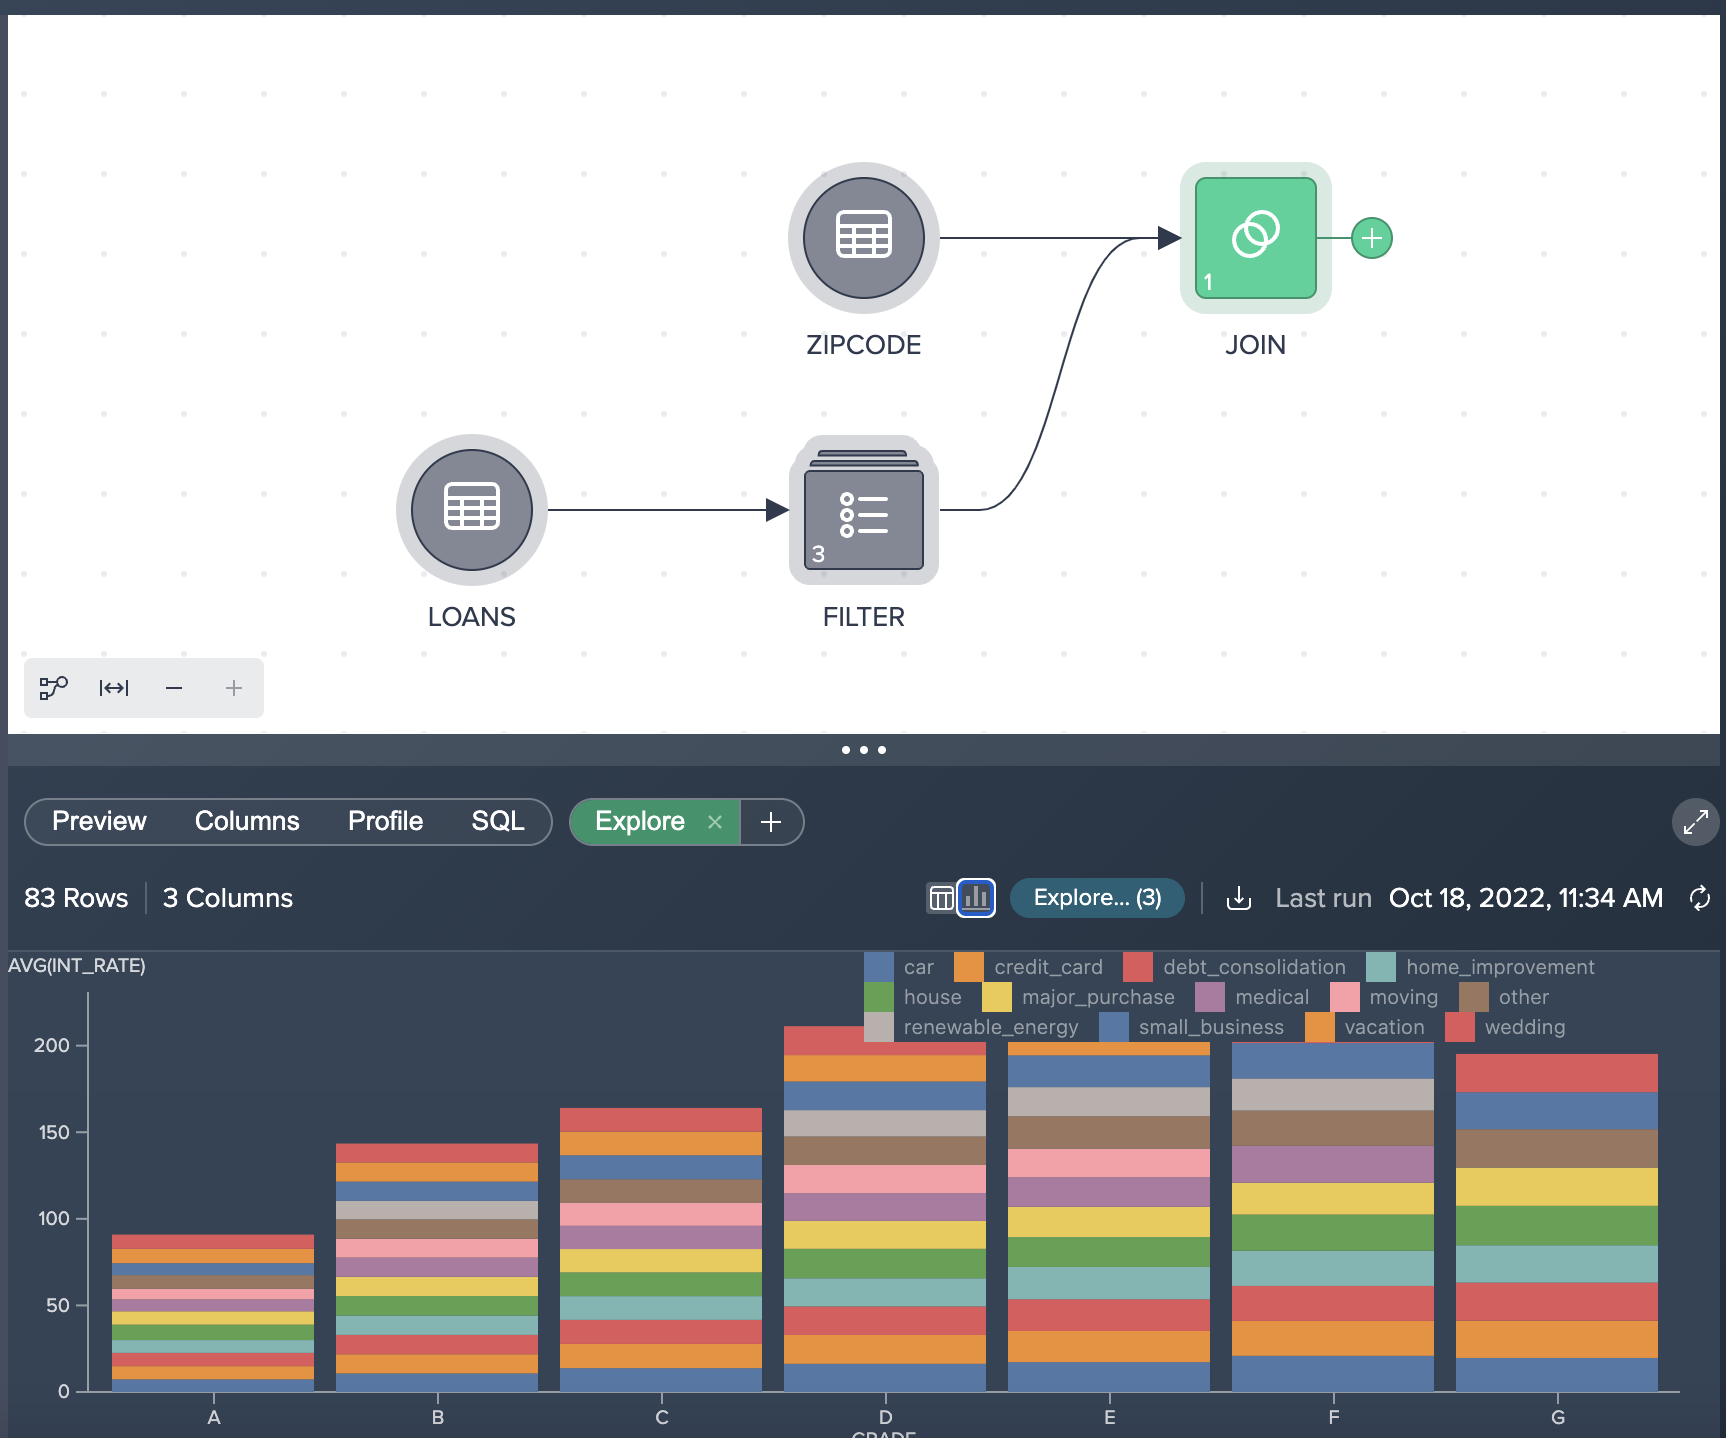 1
ZIPCODE
JOIN
3
LOANS
FILTER
Preview Columns Profile SQL Explore
83 Rows 3 Columns Explore... (3) Last run Oct 18, 2022, 11:34 AM
AVG(INT_RATE)
car credit_card debt_consolidation home_improvement
house major_purchase medical moving other
renewable_energy small_business vacation wedding
200
150
100
50
0
A B C D E F G
GRADE